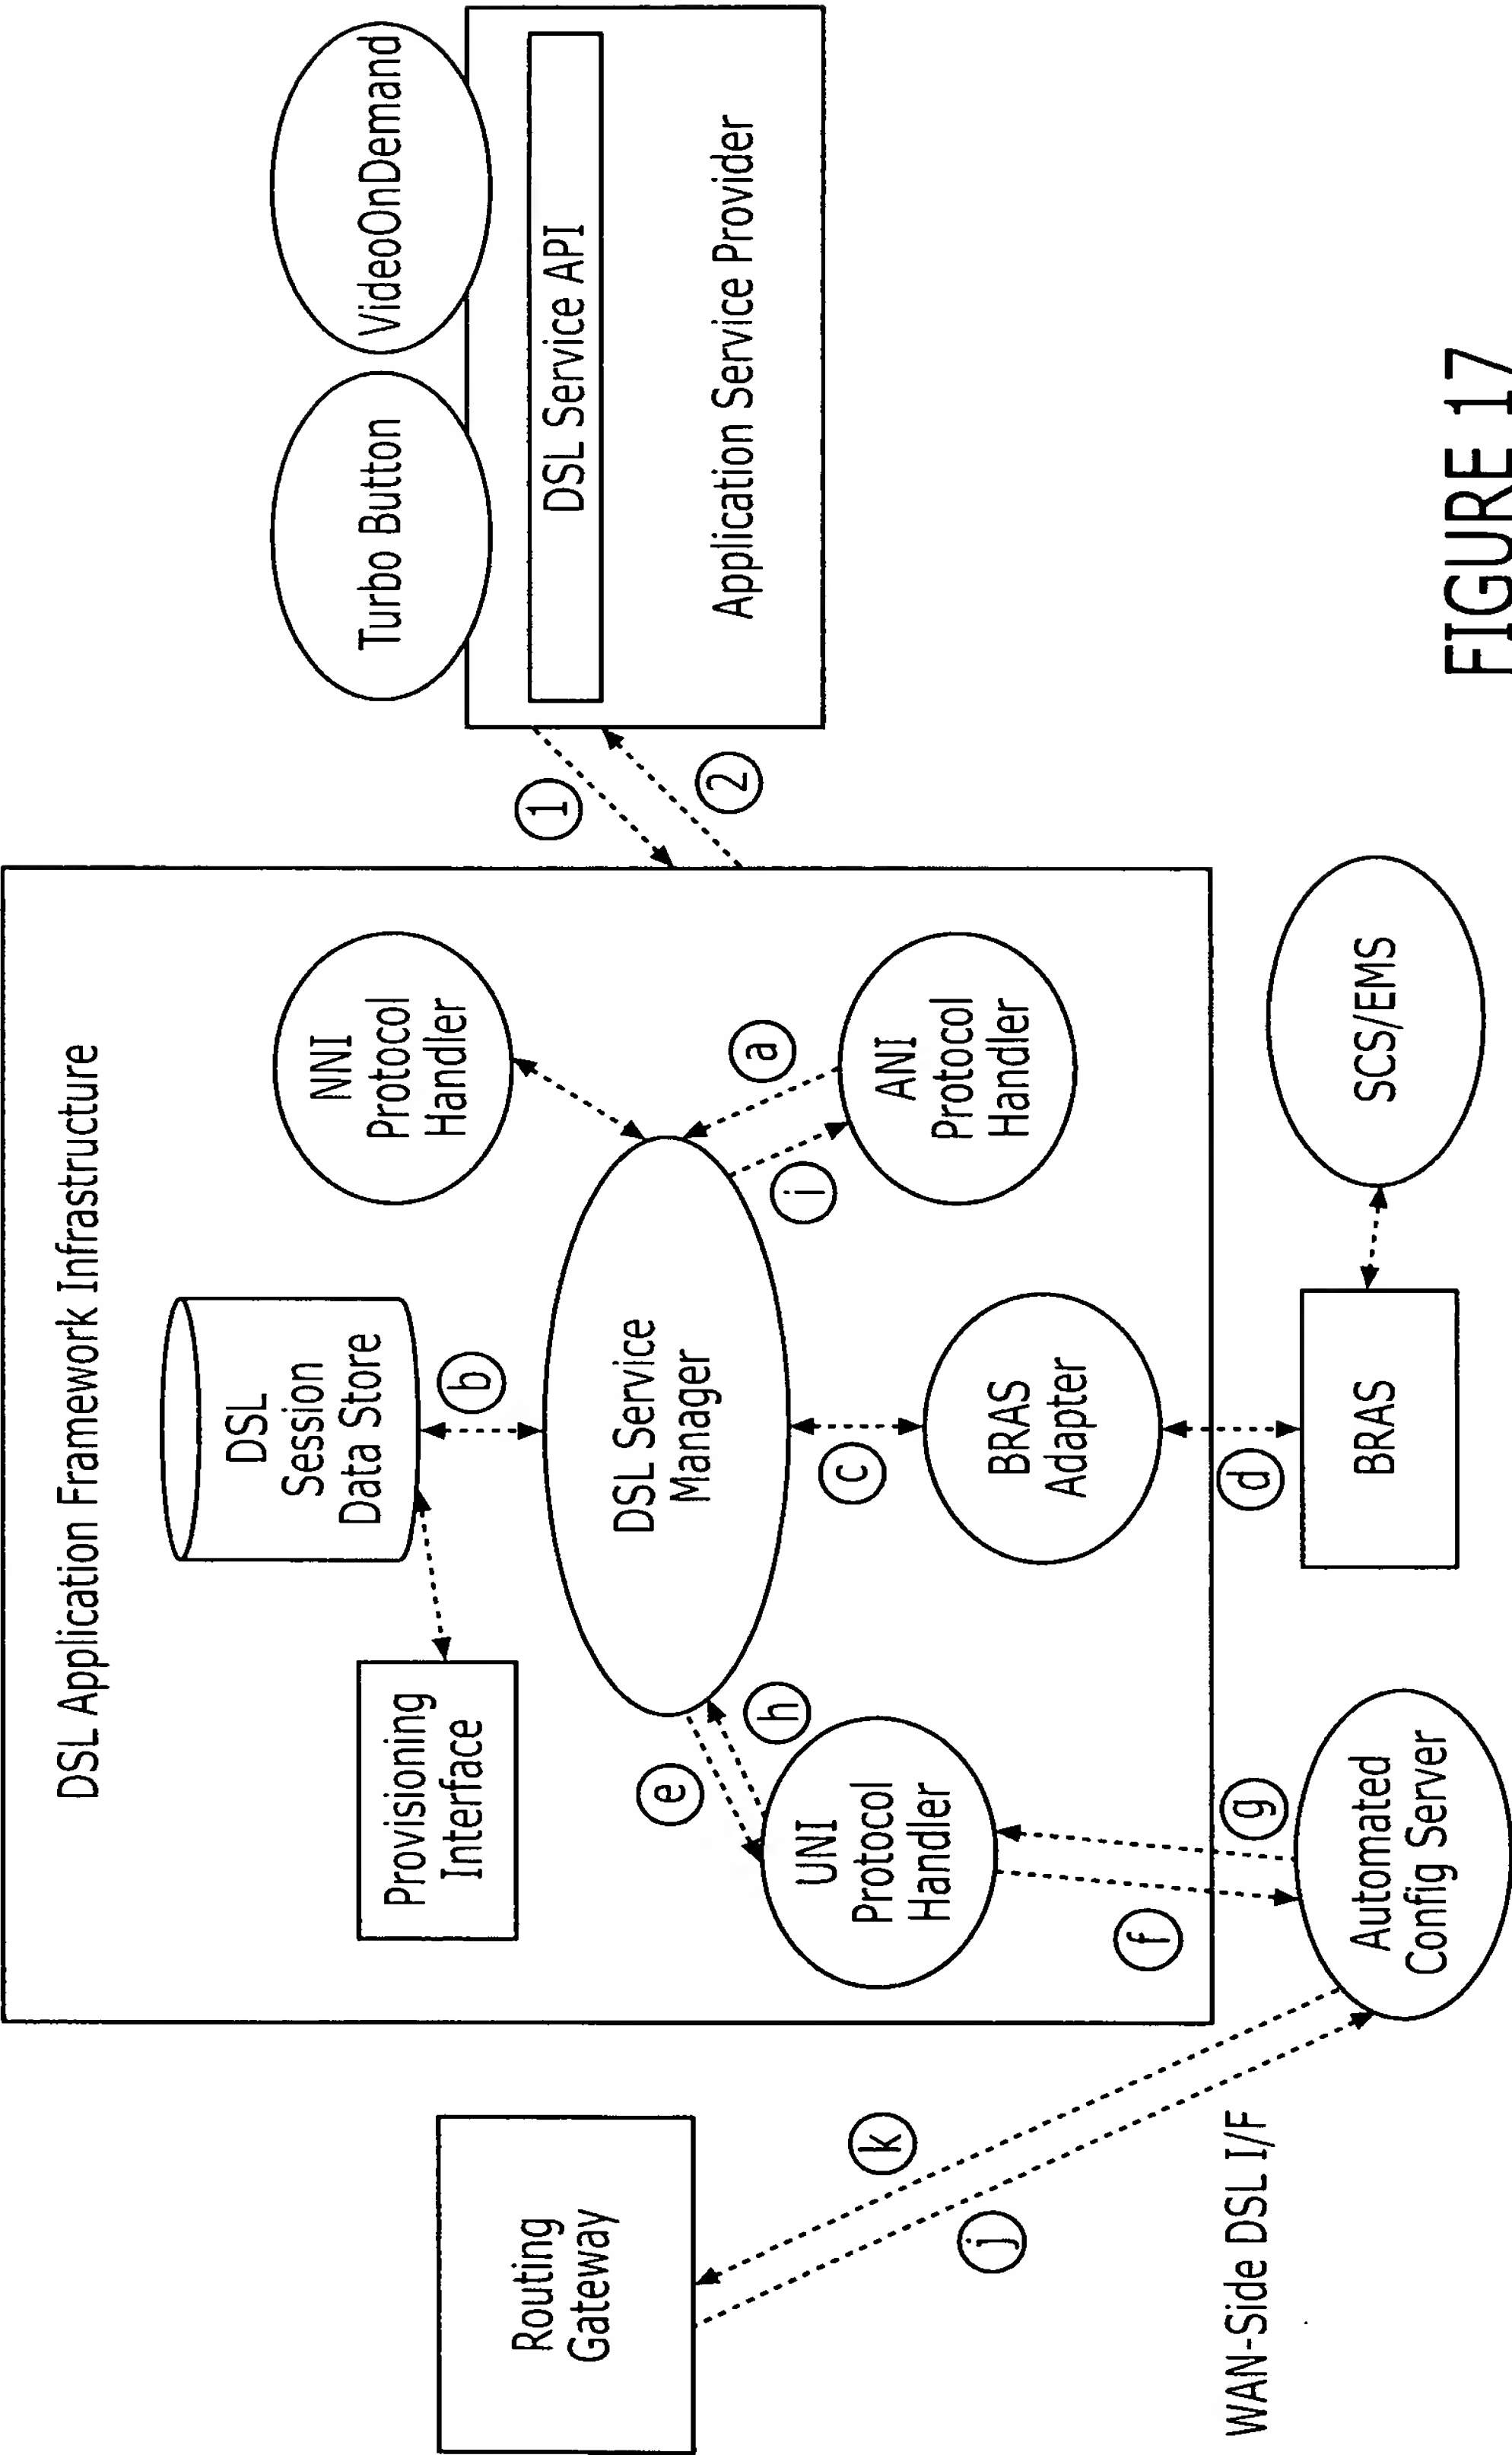 DSL Application Framework Infrastructure
Provisioning
Interface
DSL
Session
Data Store
NNI
Protocol
Handler
b
DSL Service
Manager
e
h
c
a
i
UNI
Protocol
Handler
BRAS
Adapter
ANI
Protocol
Handler
f
g
d
Automated
Config Server
BRAS
SCS/EMS
Routing
Gateway
k
j
WAN-Side DSL I/F
1
2
Turbo Button
VideoOnDemand
DSL Service API
Application Service Provider
FIGURE 17